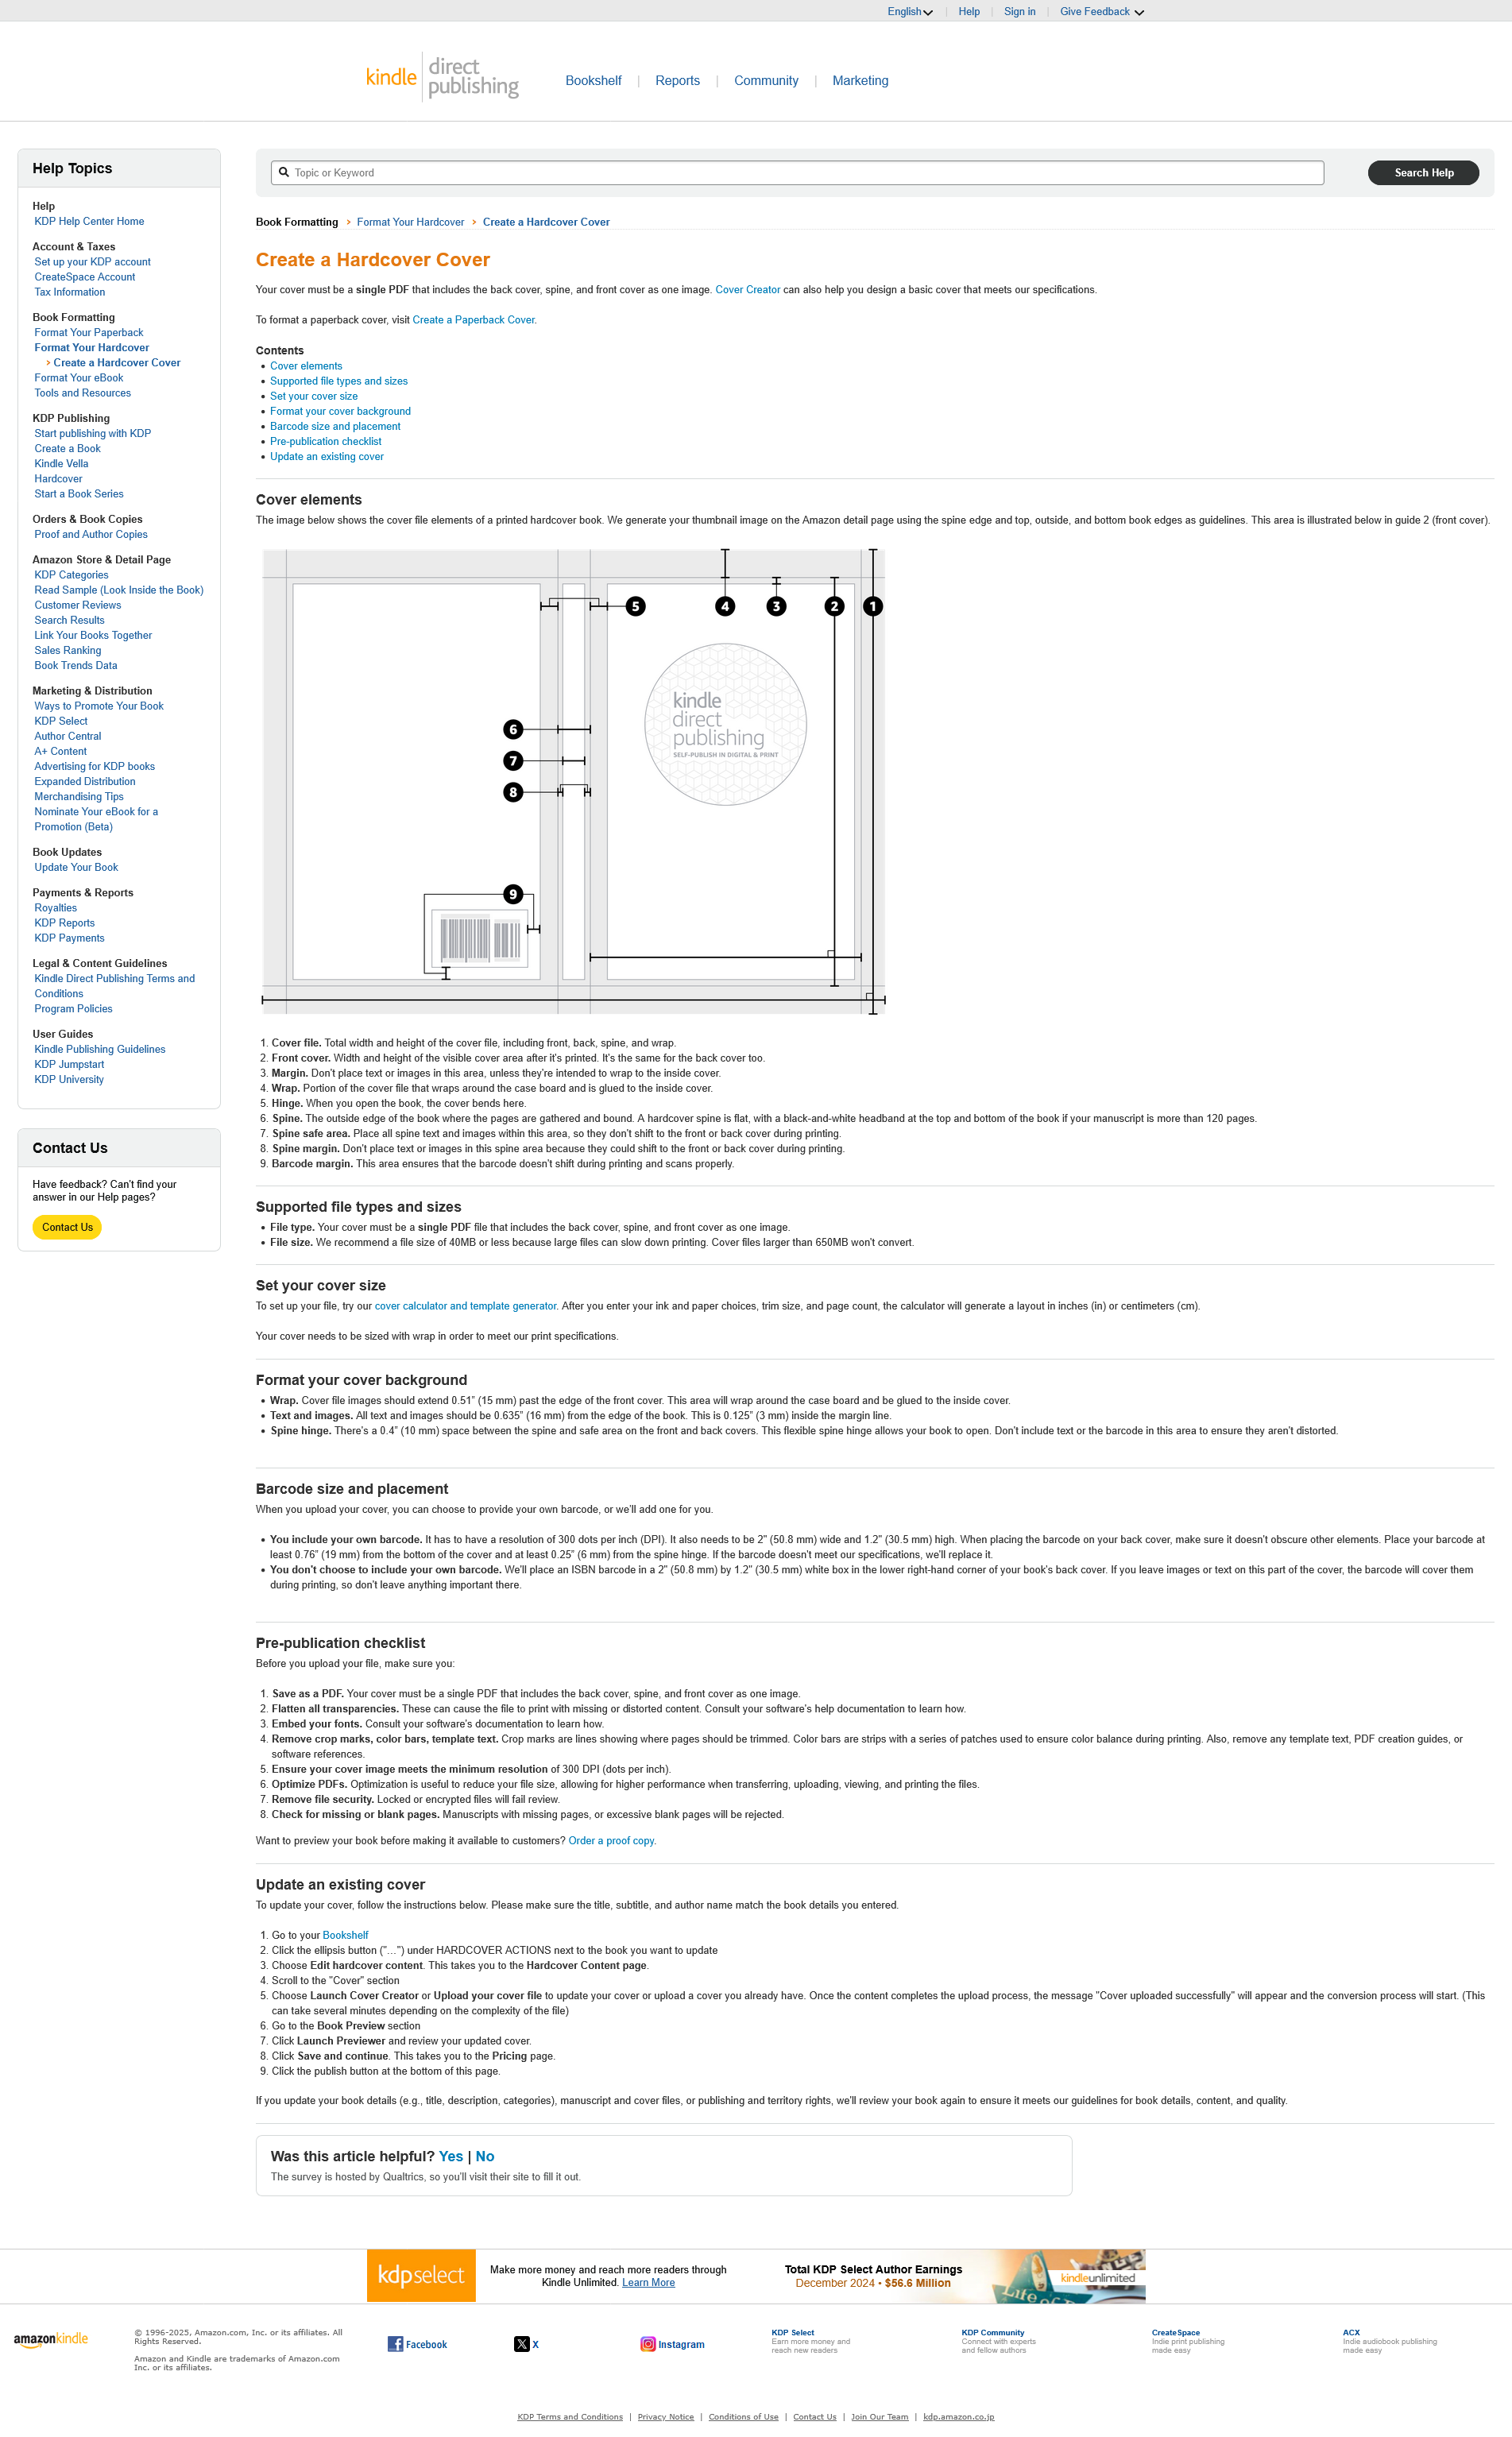 English | Help | Sign in | Give Feedback
kindle direct publishing
Bookshelf | Reports | Community | Marketing
Help Topics
Help
KDP Help Center Home
Account & Taxes
Set up your KDP account
CreateSpace Account
Tax Information
Book Formatting
Format Your Paperback
Format Your Hardcover
› Create a Hardcover Cover
Format Your eBook
Tools and Resources
KDP Publishing
Start publishing with KDP
Create a Book
Kindle Vella
Hardcover
Start a Book Series
Orders & Book Copies
Proof and Author Copies
Amazon Store & Detail Page
KDP Categories
Read Sample (Look Inside the Book)
Customer Reviews
Search Results
Link Your Books Together
Sales Ranking
Book Trends Data
Marketing & Distribution
Ways to Promote Your Book
KDP Select
Author Central
A+ Content
Advertising for KDP books
Expanded Distribution
Merchandising Tips
Nominate Your eBook for a
Promotion (Beta)
Book Updates
Update Your Book
Payments & Reports
Royalties
KDP Reports
KDP Payments
Legal & Content Guidelines
Kindle Direct Publishing Terms and
Conditions
Program Policies
User Guides
Kindle Publishing Guidelines
KDP Jumpstart
KDP University
Contact Us
Have feedback? Can't find your
answer in our Help pages?
Contact Us
Topic or Keyword
Search Help
Book Formatting › Format Your Hardcover › Create a Hardcover Cover
Create a Hardcover Cover
Your cover must be a single PDF that includes the back cover, spine, and front cover as one image. Cover Creator can also help you design a basic cover that meets our specifications.
To format a paperback cover, visit Create a Paperback Cover.
Contents
• Cover elements
• Supported file types and sizes
• Set your cover size
• Format your cover background
• Barcode size and placement
• Pre-publication checklist
• Update an existing cover
Cover elements
The image below shows the cover file elements of a printed hardcover book. We generate your thumbnail image on the Amazon detail page using the spine edge and top, outside, and bottom book edges as guidelines. This area is illustrated below in guide 2 (front cover).
5 4 3 2 1
kindle
direct
publishing
SELF-PUBLISH IN DIGITAL & PRINT
6
7
8
9
1. Cover file. Total width and height of the cover file, including front, back, spine, and wrap.
2. Front cover. Width and height of the visible cover area after it's printed. It's the same for the back cover too.
3. Margin. Don't place text or images in this area, unless they're intended to wrap to the inside cover.
4. Wrap. Portion of the cover file that wraps around the case board and is glued to the inside cover.
5. Hinge. When you open the book, the cover bends here.
6. Spine. The outside edge of the book where the pages are gathered and bound. A hardcover spine is flat, with a black-and-white headband at the top and bottom of the book if your manuscript is more than 120 pages.
7. Spine safe area. Place all spine text and images within this area, so they don't shift to the front or back cover during printing.
8. Spine margin. Don't place text or images in this spine area because they could shift to the front or back cover during printing.
9. Barcode margin. This area ensures that the barcode doesn't shift during printing and scans properly.
Supported file types and sizes
• File type. Your cover must be a single PDF file that includes the back cover, spine, and front cover as one image.
• File size. We recommend a file size of 40MB or less because large files can slow down printing. Cover files larger than 650MB won't convert.
Set your cover size
To set up your file, try our cover calculator and template generator. After you enter your ink and paper choices, trim size, and page count, the calculator will generate a layout in inches (in) or centimeters (cm).
Your cover needs to be sized with wrap in order to meet our print specifications.
Format your cover background
• Wrap. Cover file images should extend 0.51" (15 mm) past the edge of the front cover. This area will wrap around the case board and be glued to the inside cover.
• Text and images. All text and images should be 0.635" (16 mm) from the edge of the book. This is 0.125" (3 mm) inside the margin line.
• Spine hinge. There's a 0.4" (10 mm) space between the spine and safe area on the front and back covers. This flexible spine hinge allows your book to open. Don't include text or the barcode in this area to ensure they aren't distorted.
Barcode size and placement
When you upload your cover, you can choose to provide your own barcode, or we'll add one for you.
• You include your own barcode. It has to have a resolution of 300 dots per inch (DPI). It also needs to be 2" (50.8 mm) wide and 1.2" (30.5 mm) high. When placing the barcode on your back cover, make sure it doesn't obscure other elements. Place your barcode at
least 0.76" (19 mm) from the bottom of the cover and at least 0.25" (6 mm) from the spine hinge. If the barcode doesn't meet our specifications, we'll replace it.
• You don't choose to include your own barcode. We'll place an ISBN barcode in a 2" (50.8 mm) by 1.2" (30.5 mm) white box in the lower right-hand corner of your book's back cover. If you leave images or text on this part of the cover, the barcode will cover them
during printing, so don't leave anything important there.
Pre-publication checklist
Before you upload your file, make sure you:
1. Save as a PDF. Your cover must be a single PDF that includes the back cover, spine, and front cover as one image.
2. Flatten all transparencies. These can cause the file to print with missing or distorted content. Consult your software's help documentation to learn how.
3. Embed your fonts. Consult your software's documentation to learn how.
4. Remove crop marks, color bars, template text. Crop marks are lines showing where pages should be trimmed. Color bars are strips with a series of patches used to ensure color balance during printing. Also, remove any template text, PDF creation guides, or
software references.
5. Ensure your cover image meets the minimum resolution of 300 DPI (dots per inch).
6. Optimize PDFs. Optimization is useful to reduce your file size, allowing for higher performance when transferring, uploading, viewing, and printing the files.
7. Remove file security. Locked or encrypted files will fail review.
8. Check for missing or blank pages. Manuscripts with missing pages, or excessive blank pages will be rejected.
Want to preview your book before making it available to customers? Order a proof copy.
Update an existing cover
To update your cover, follow the instructions below. Please make sure the title, subtitle, and author name match the book details you entered.
1. Go to your Bookshelf
2. Click the ellipsis button ("…") under HARDCOVER ACTIONS next to the book you want to update
3. Choose Edit hardcover content. This takes you to the Hardcover Content page.
4. Scroll to the "Cover" section
5. Choose Launch Cover Creator or Upload your cover file to update your cover or upload a cover you already have. Once the content completes the upload process, the message "Cover uploaded successfully" will appear and the conversion process will start. (This
can take several minutes depending on the complexity of the file)
6. Go to the Book Preview section
7. Click Launch Previewer and review your updated cover.
8. Click Save and continue. This takes you to the Pricing page.
9. Click the publish button at the bottom of this page.
If you update your book details (e.g., title, description, categories), manuscript and cover files, or publishing and territory rights, we'll review your book again to ensure it meets our guidelines for book details, content, and quality.
Was this article helpful? Yes | No
The survey is hosted by Qualtrics, so you'll visit their site to fill it out.
kdpselect
Make more money and reach more readers through
Kindle Unlimited. Learn More
Total KDP Select Author Earnings
December 2024 • $56.6 Million
Life of
kindleunlimited
amazonkindle
© 1996-2025, Amazon.com, Inc. or its affiliates. All
Rights Reserved.
Amazon and Kindle are trademarks of Amazon.com
Inc. or its affiliates.
Facebook
X
Instagram
KDP Select
Earn more money and
reach new readers
KDP Community
Connect with experts
and fellow authors
CreateSpace
Indie print publishing
made easy
ACX
Indie audiobook publishing
made easy
KDP Terms and Conditions | Privacy Notice | Conditions of Use | Contact Us | Join Our Team | kdp.amazon.co.jp